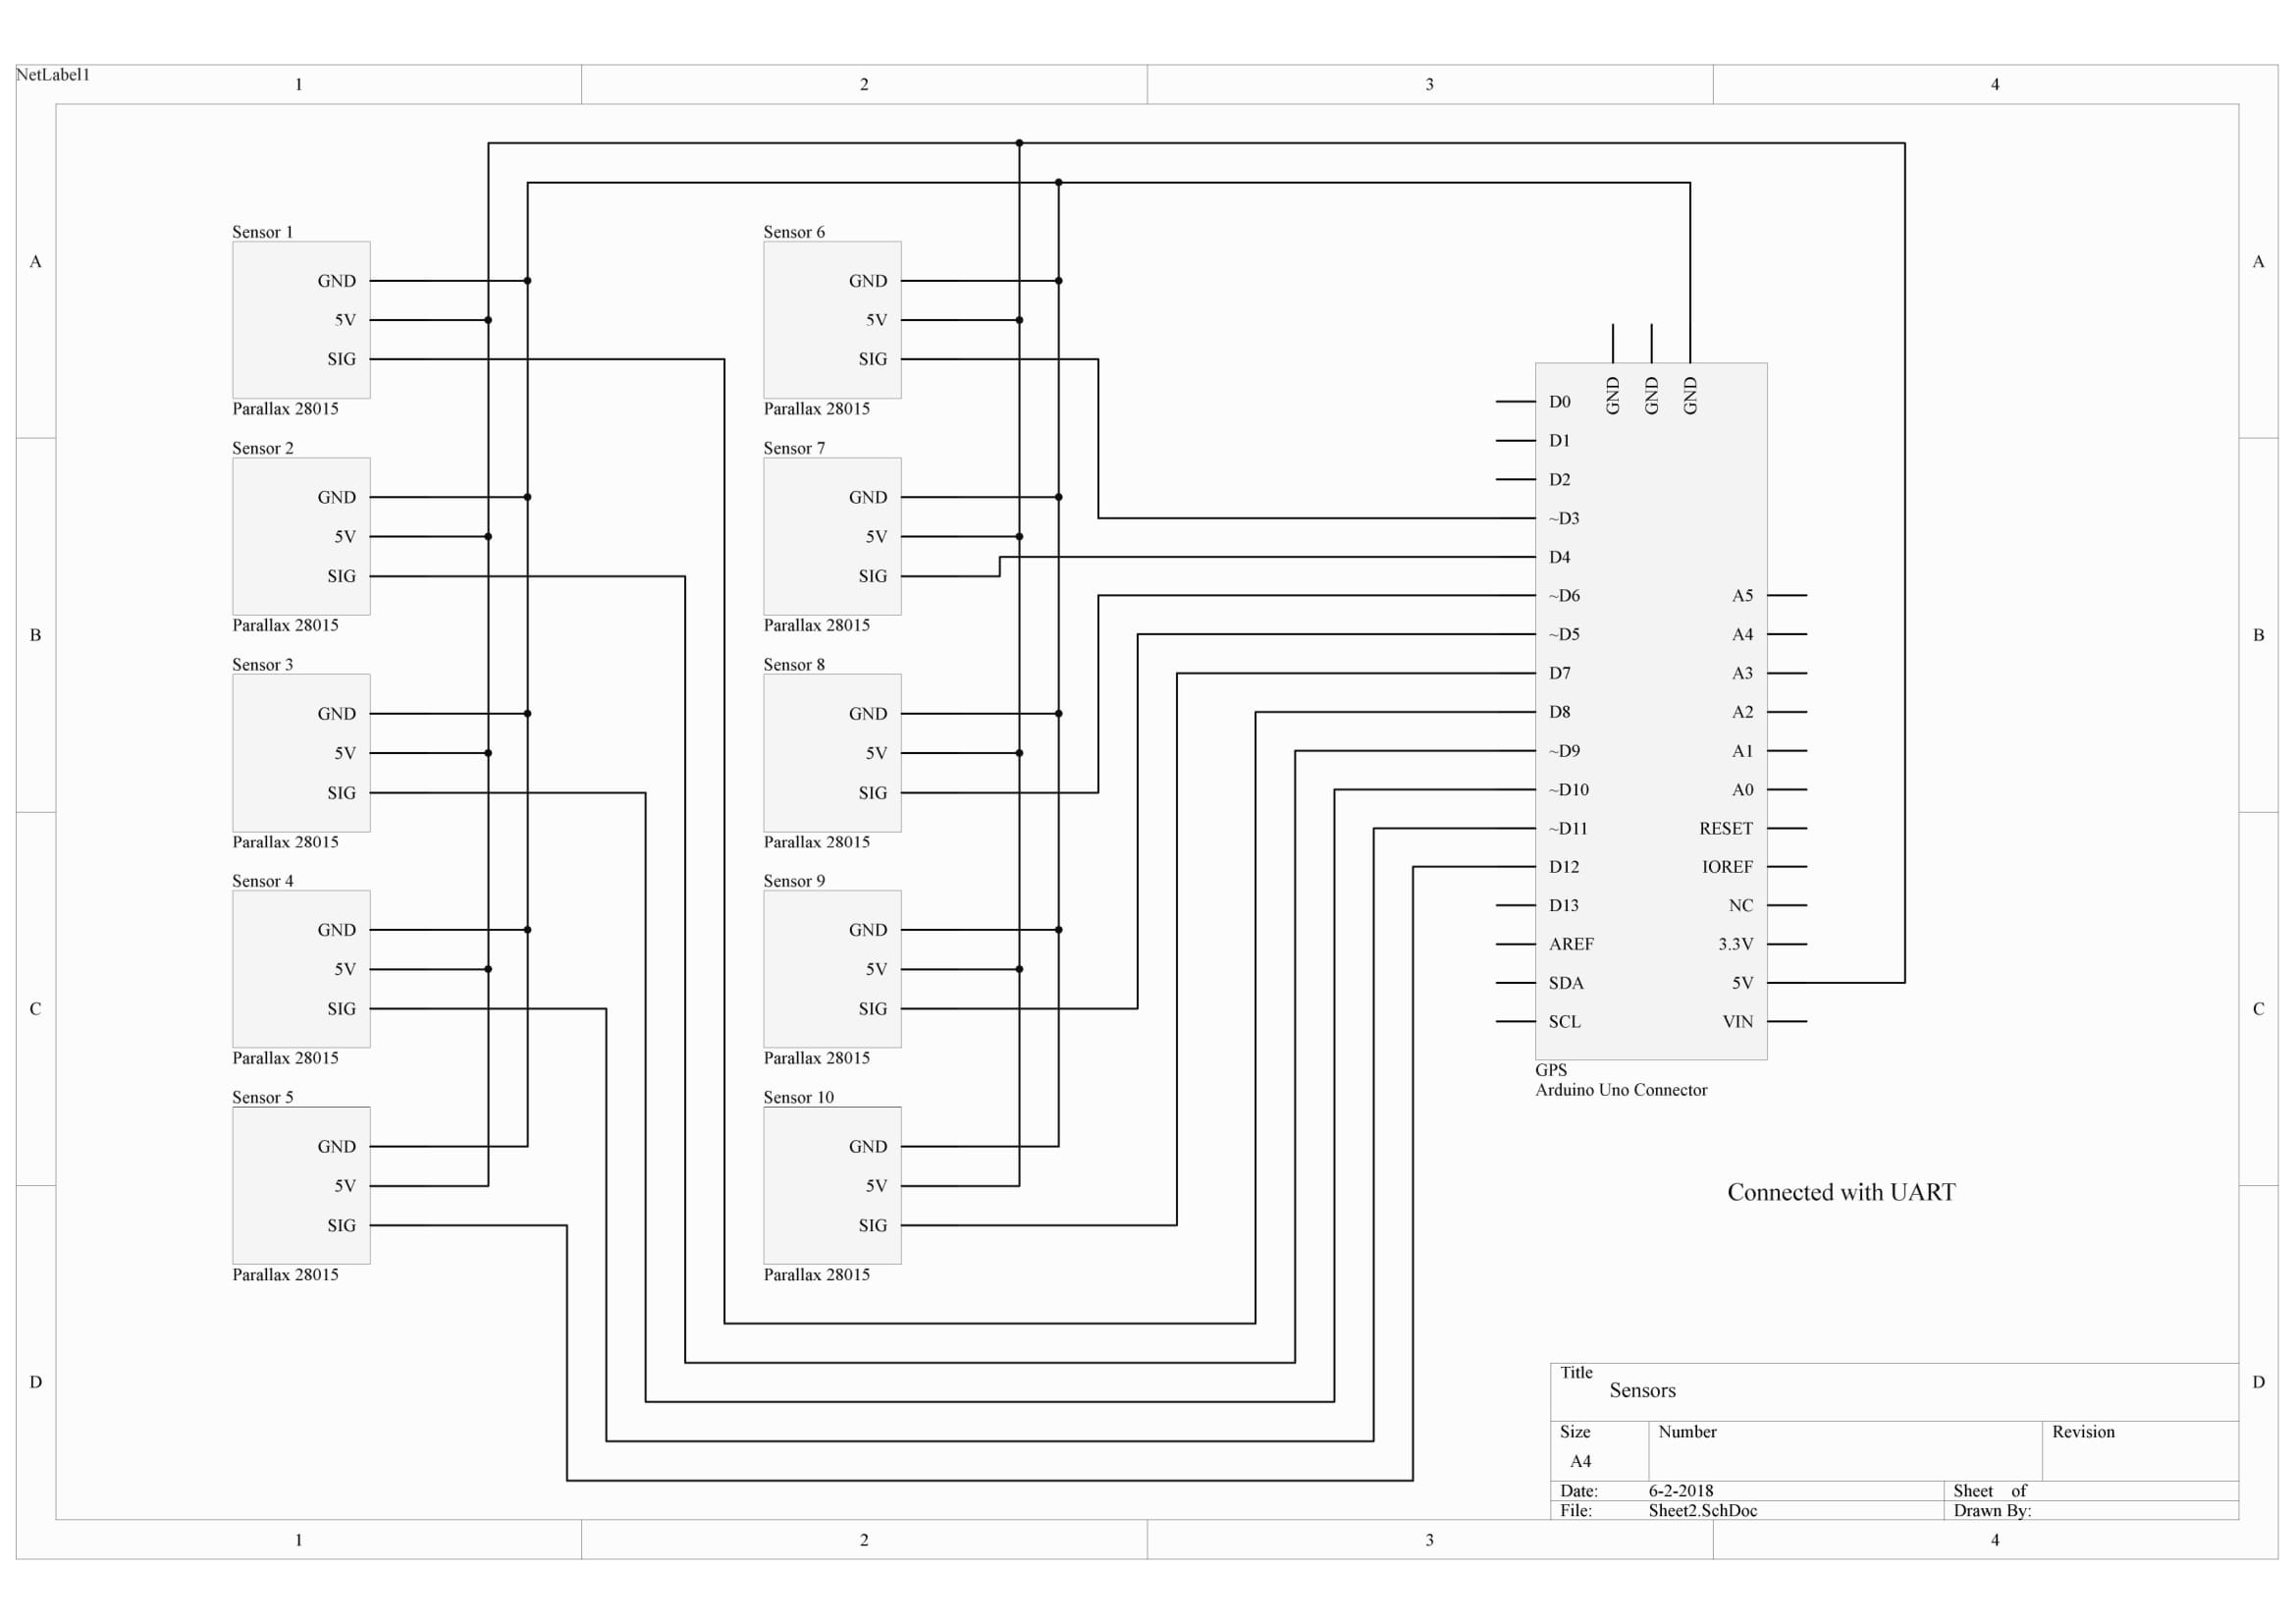 NetLabel1
1 2 3 4
A A
B B
C C
D D
Sensor 1
GND
5V
SIG
Parallax 28015
Sensor 2
GND
5V
SIG
Parallax 28015
Sensor 3
GND
5V
SIG
Parallax 28015
Sensor 4
GND
5V
SIG
Parallax 28015
Sensor 5
GND
5V
SIG
Parallax 28015
Sensor 6
GND
5V
SIG
Parallax 28015
Sensor 7
GND
5V
SIG
Parallax 28015
Sensor 8
GND
5V
SIG
Parallax 28015
Sensor 9
GND
5V
SIG
Parallax 28015
Sensor 10
GND
5V
SIG
Parallax 28015
GND
GND
GND
D0
D1
D2
~D3
D4
~D6
~D5
D7
D8
~D9
~D10
~D11
D12
D13
AREF
SDA
SCL
A5
A4
A3
A2
A1
A0
RESET
IOREF
NC
3.3V
5V
VIN
GPS
Arduino Uno Connector
Connected with UART
Title
Sensors
Size
A4
Number
Revision
Date: 6-2-2018
Sheet of
File: Sheet2.SchDoc
Drawn By:
1 2 3 4